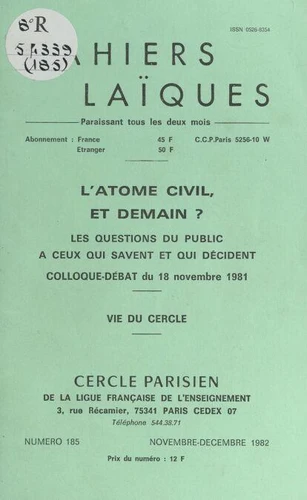 ISSN 0526-8354
8°R
5A339
(185)
AHIERS
LAÏQUES
Paraissant tous les deux mois
Abonnement : France 45 F C.C.P. Paris 5256-10 W
Etranger 50 F
L'ATOME CIVIL,
ET DEMAIN ?
LES QUESTIONS DU PUBLIC
A CEUX QUI SAVENT ET QUI DÉCIDENT
COLLOQUE-DÉBAT du 18 novembre 1981
VIE DU CERCLE
CERCLE PARISIEN
DE LA LIGUE FRANÇAISE DE L'ENSEIGNEMENT
3, rue Récamier, 75341 PARIS CEDEX 07
Téléphone 544.38.71
NUMERO 185 NOVEMBRE-DECEMBRE 1982
Prix du numéro : 12 F